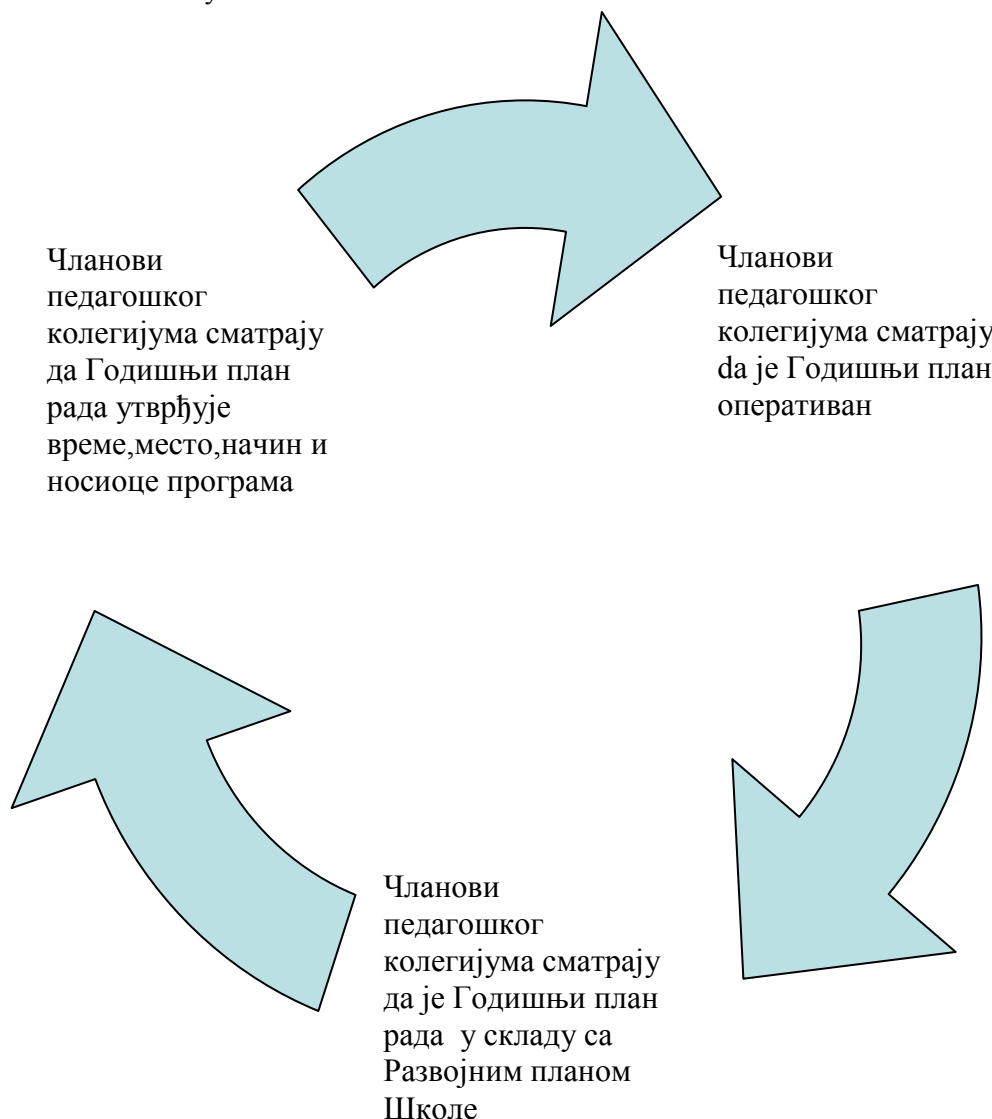 Чланови
педагошког
колегијума сматрају
да Годишњи план
рада утврђује
време,место,начин и
носиоце програма
Чланови
педагошког
колегијума сматрају
da је Годишњи план
оперативан
Чланови
педагошког
колегијума сматрају
да је Годишњи план
рада  у складу са
Развојним планом
Школе